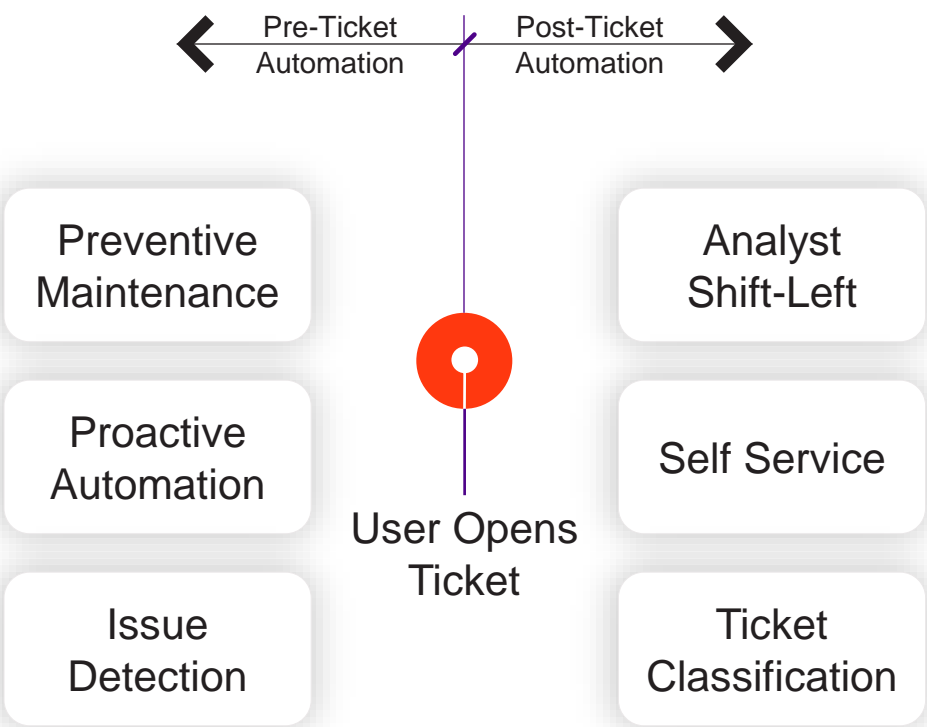 Pre-Ticket
Automation
Post-Ticket
Automation
Preventive
Maintenance
Analyst
Shift-Left
Proactive
Automation
Self Service
User Opens
Ticket
Issue
Detection
Ticket
Classification